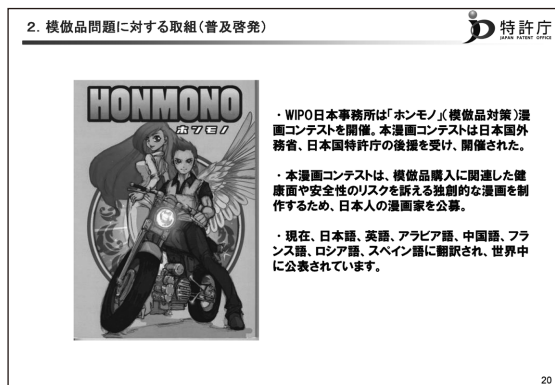 2. 模倣品問題に対する取組(普及啓発)
特許庁
JAPAN PATENT OFFICE
HONMONO
ホンモノ
・WIPO日本事務所は「ホンモノ」(模倣品対策)漫
画コンテストを開催。本漫画コンテストは日本国外
務省、日本国特許庁の後援を受け、開催された。
・本漫画コンテストは、模倣品購入に関連した健
康面や安全性のリスクを訴える独創的な漫画を制
作するため、日本人の漫画家を公募。
・現在、日本語、英語、アラビア語、中国語、フラ
ンス語、ロシア語、スペイン語に翻訳され、世界中
に公表されています。
20